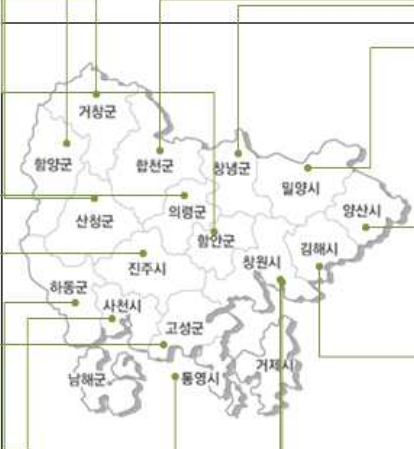 거창군
함양군
합천군
창녕군
밀양시
산청군
의령군
양산시
함안군
진주시
창원시
김해시
하동군
사천시
고성군
남해군
통영시
거제시